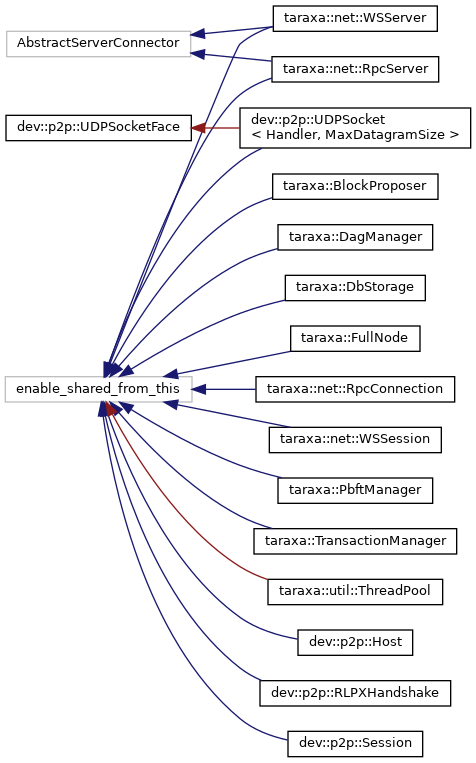 taraxa::net::WSServer
AbstractServerConnector
taraxa::net::RpcServer
dev::p2p::UDPSocketFace
dev::p2p::UDPSocket
< Handler, MaxDatagramSize >
taraxa::BlockProposer
taraxa::DagManager
taraxa::DbStorage
taraxa::FullNode
enable_shared_from_this
taraxa::net::RpcConnection
taraxa::net::WSSession
taraxa::PbftManager
taraxa::TransactionManager
taraxa::util::ThreadPool
dev::p2p::Host
dev::p2p::RLPXHandshake
dev::p2p::Session